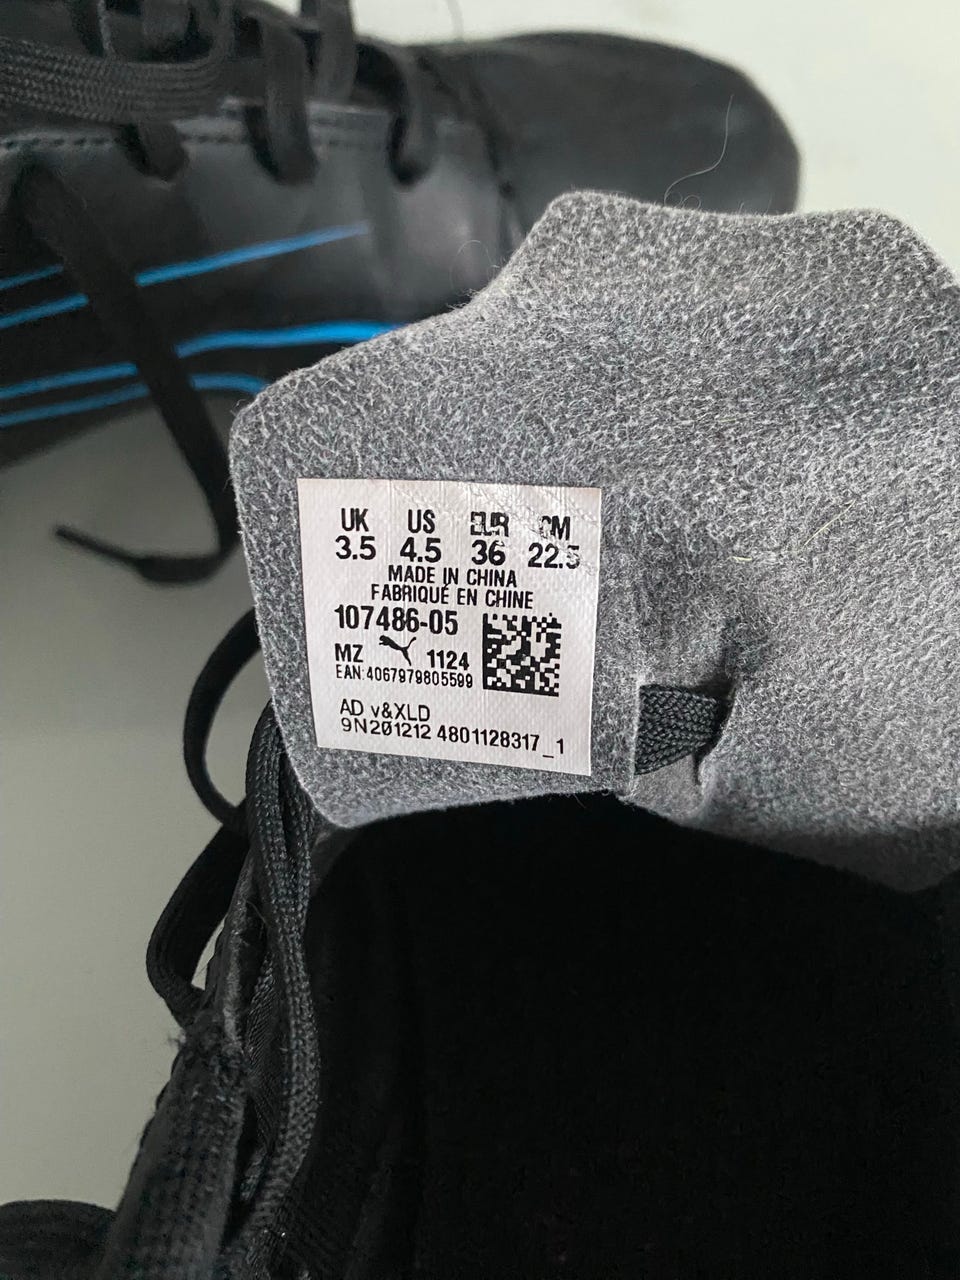 UK US EUR CM
3.5 4.5 36 22.5
MADE IN CHINA
FABRIQUÉ EN CHINE
107486-05
MZ 1124
EAN:4067979805599
AD v&XLD
9N201212 4801128317_1